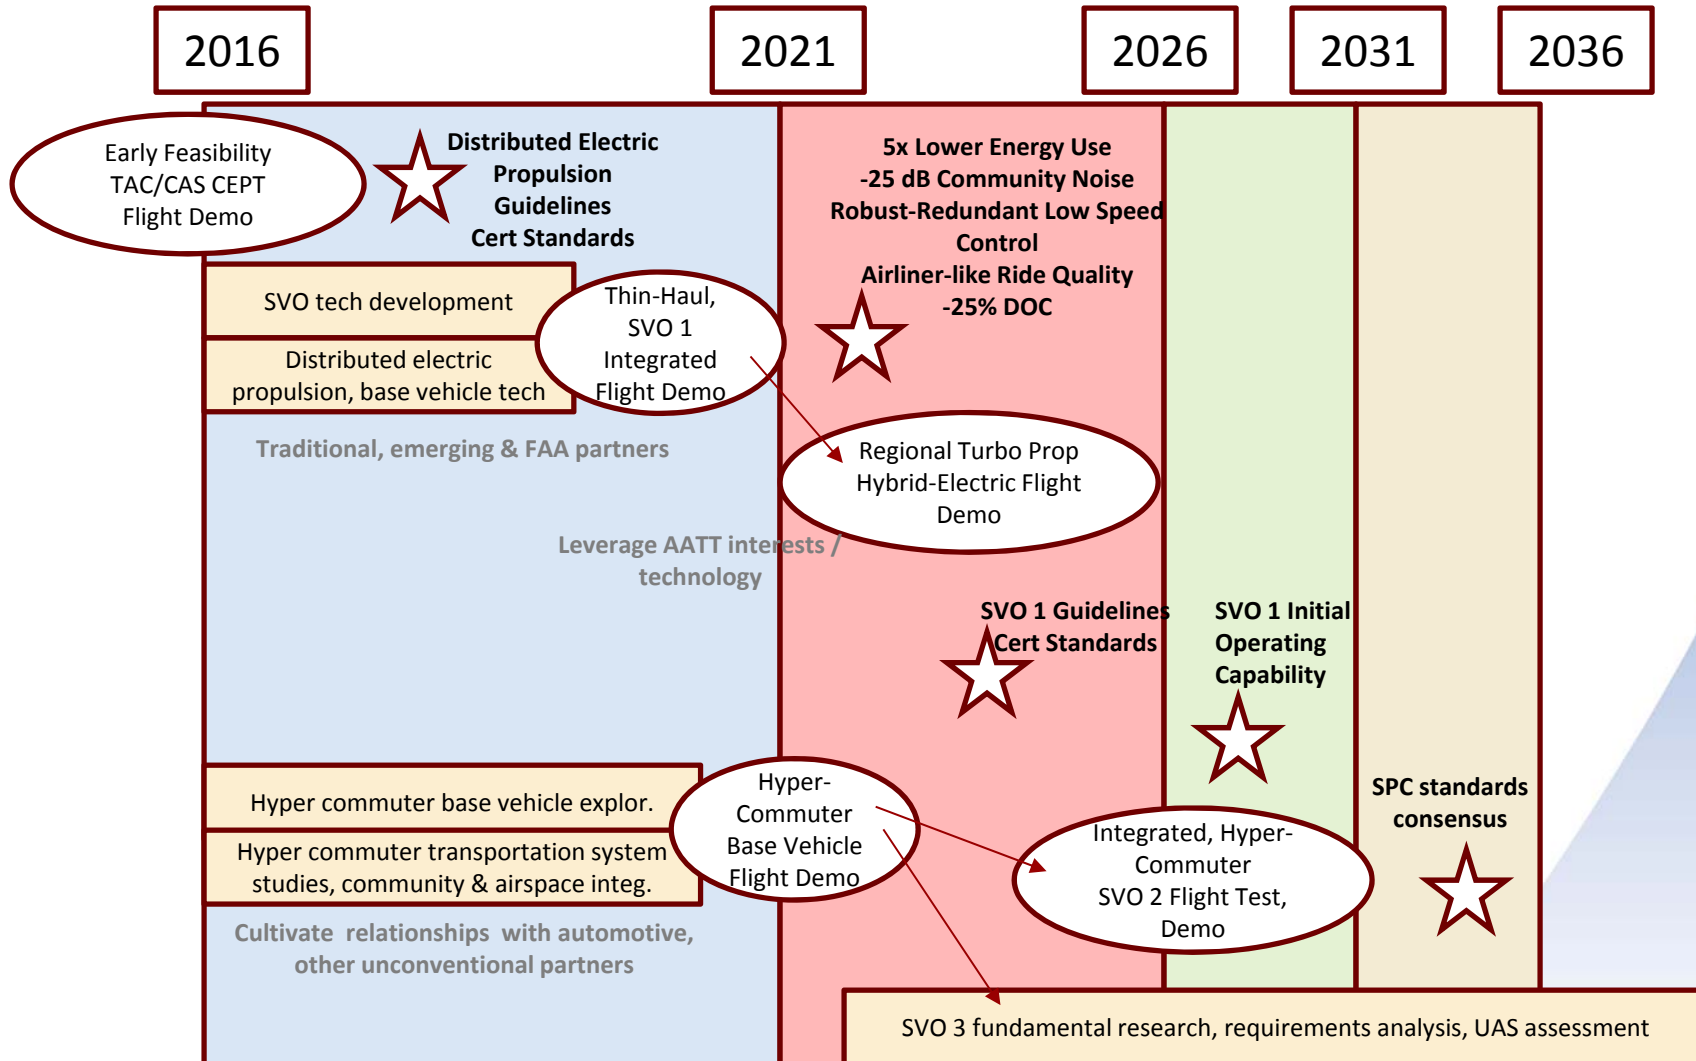 2016
2021
2026
2031
2036
Early Feasibility
TAC/CAS CEPT
Flight Demo
Distributed Electric
Propulsion
Guidelines
Cert Standards
5x Lower Energy Use
-25 dB Community Noise
Robust-Redundant Low Speed
Control
Airliner-like Ride Quality
-25% DOC
SVO tech development
Distributed electric
propulsion, base vehicle tech
Thin-Haul,
SVO 1
Integrated
Flight Demo
Traditional, emerging & FAA partners
Regional Turbo Prop
Hybrid-Electric Flight
Demo
Leverage AATT interests /
technology
SVO 1 Guidelines
Cert Standards
SVO 1 Initial
Operating
Capability
Hyper commuter base vehicle explor.
Hyper commuter transportation system
studies, community & airspace integ.
Hyper-
Commuter
Base Vehicle
Flight Demo
Integrated, Hyper-
Commuter
SVO 2 Flight Test,
Demo
SPC standards
consensus
Cultivate relationships with automotive,
other unconventional partners
SVO 3 fundamental research, requirements analysis, UAS assessment